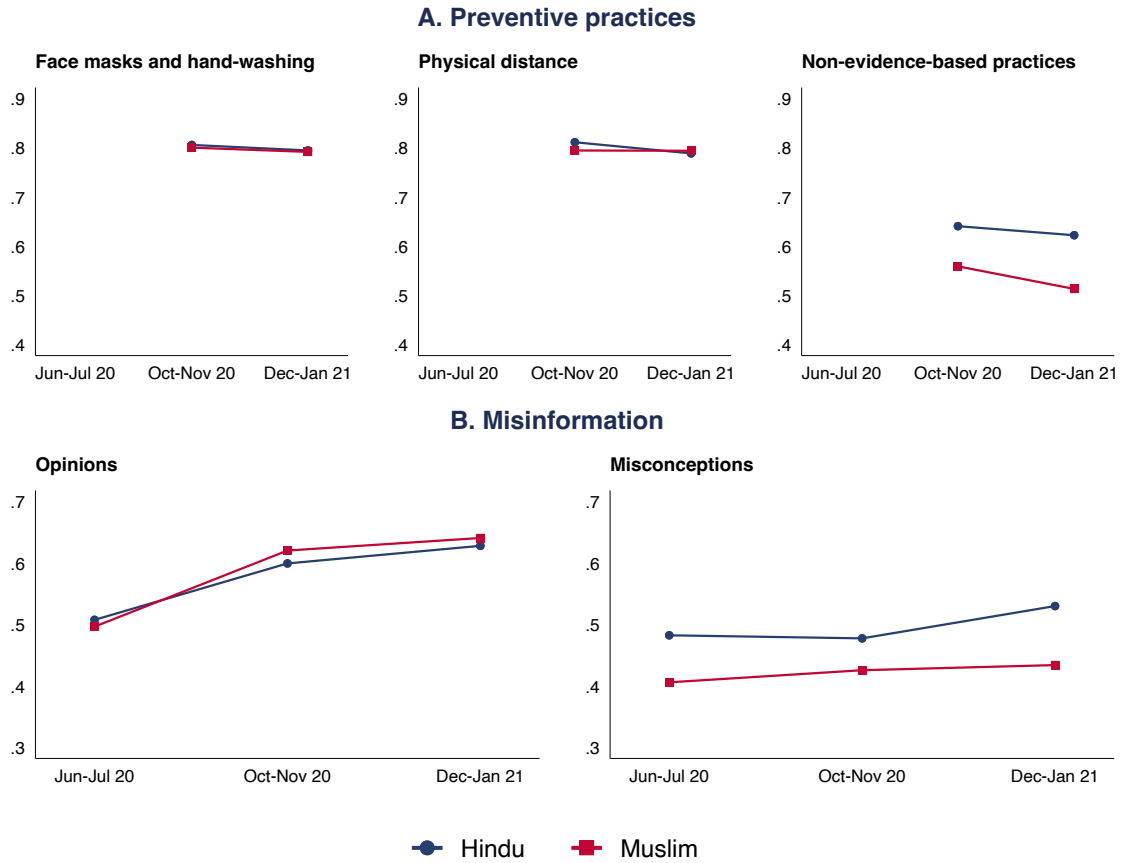 A. Preventive practices
Face masks and hand-washing
.9
.8
.7
.6
.5
.4
Jun-Jul 20 Oct-Nov 20 Dec-Jan 21
Physical distance
.9
.8
.7
.6
.5
.4
Jun-Jul 20 Oct-Nov 20 Dec-Jan 21
Non-evidence-based practices
.9
.8
.7
.6
.5
.4
Jun-Jul 20 Oct-Nov 20 Dec-Jan 21
B. Misinformation
Opinions
.7
.6
.5
.4
.3
Jun-Jul 20 Oct-Nov 20 Dec-Jan 21
Misconceptions
.7
.6
.5
.4
.3
Jun-Jul 20 Oct-Nov 20 Dec-Jan 21
Hindu Muslim